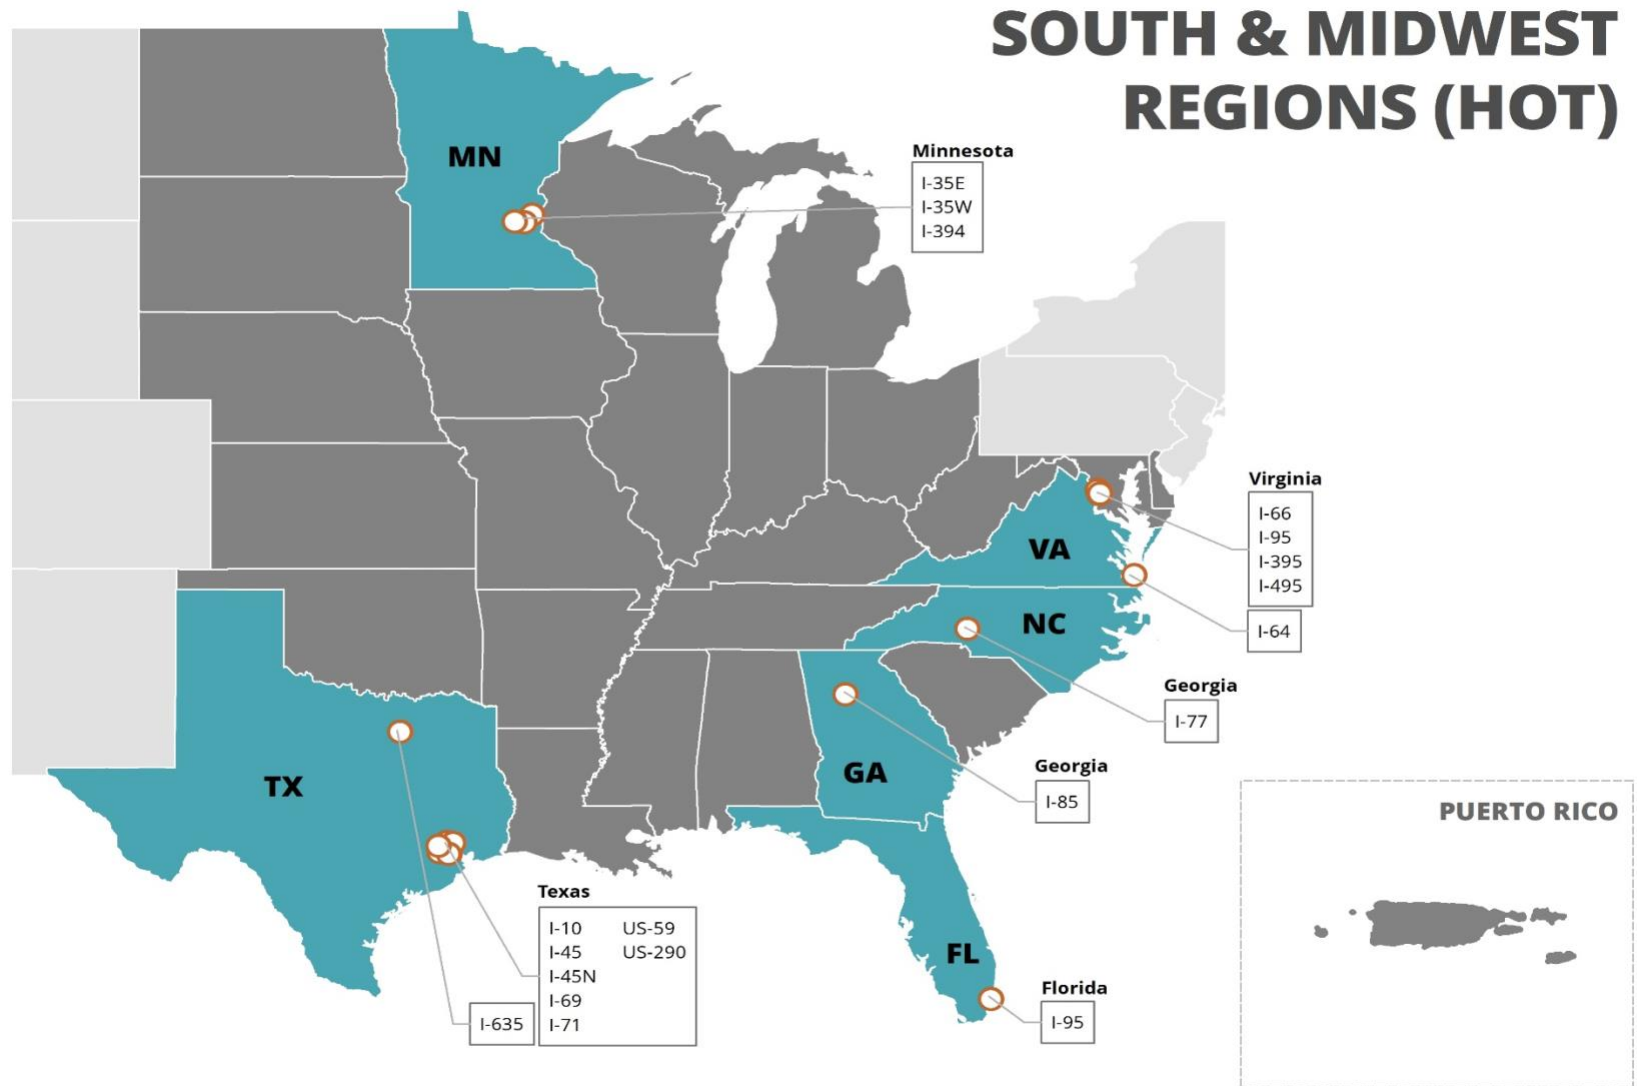 SOUTH & MIDWEST
REGIONS (HOT)
MN
Minnesota
I-35E
I-35W
I-394
Virginia
I-66
I-95
I-395
I-495
I-64
VA
NC
Georgia
I-77
Georgia
I-85
GA
TX
Texas
I-10 US-59
I-45 US-290
I-45N
I-69
I-71
I-635
FL
Florida
I-95
PUERTO RICO